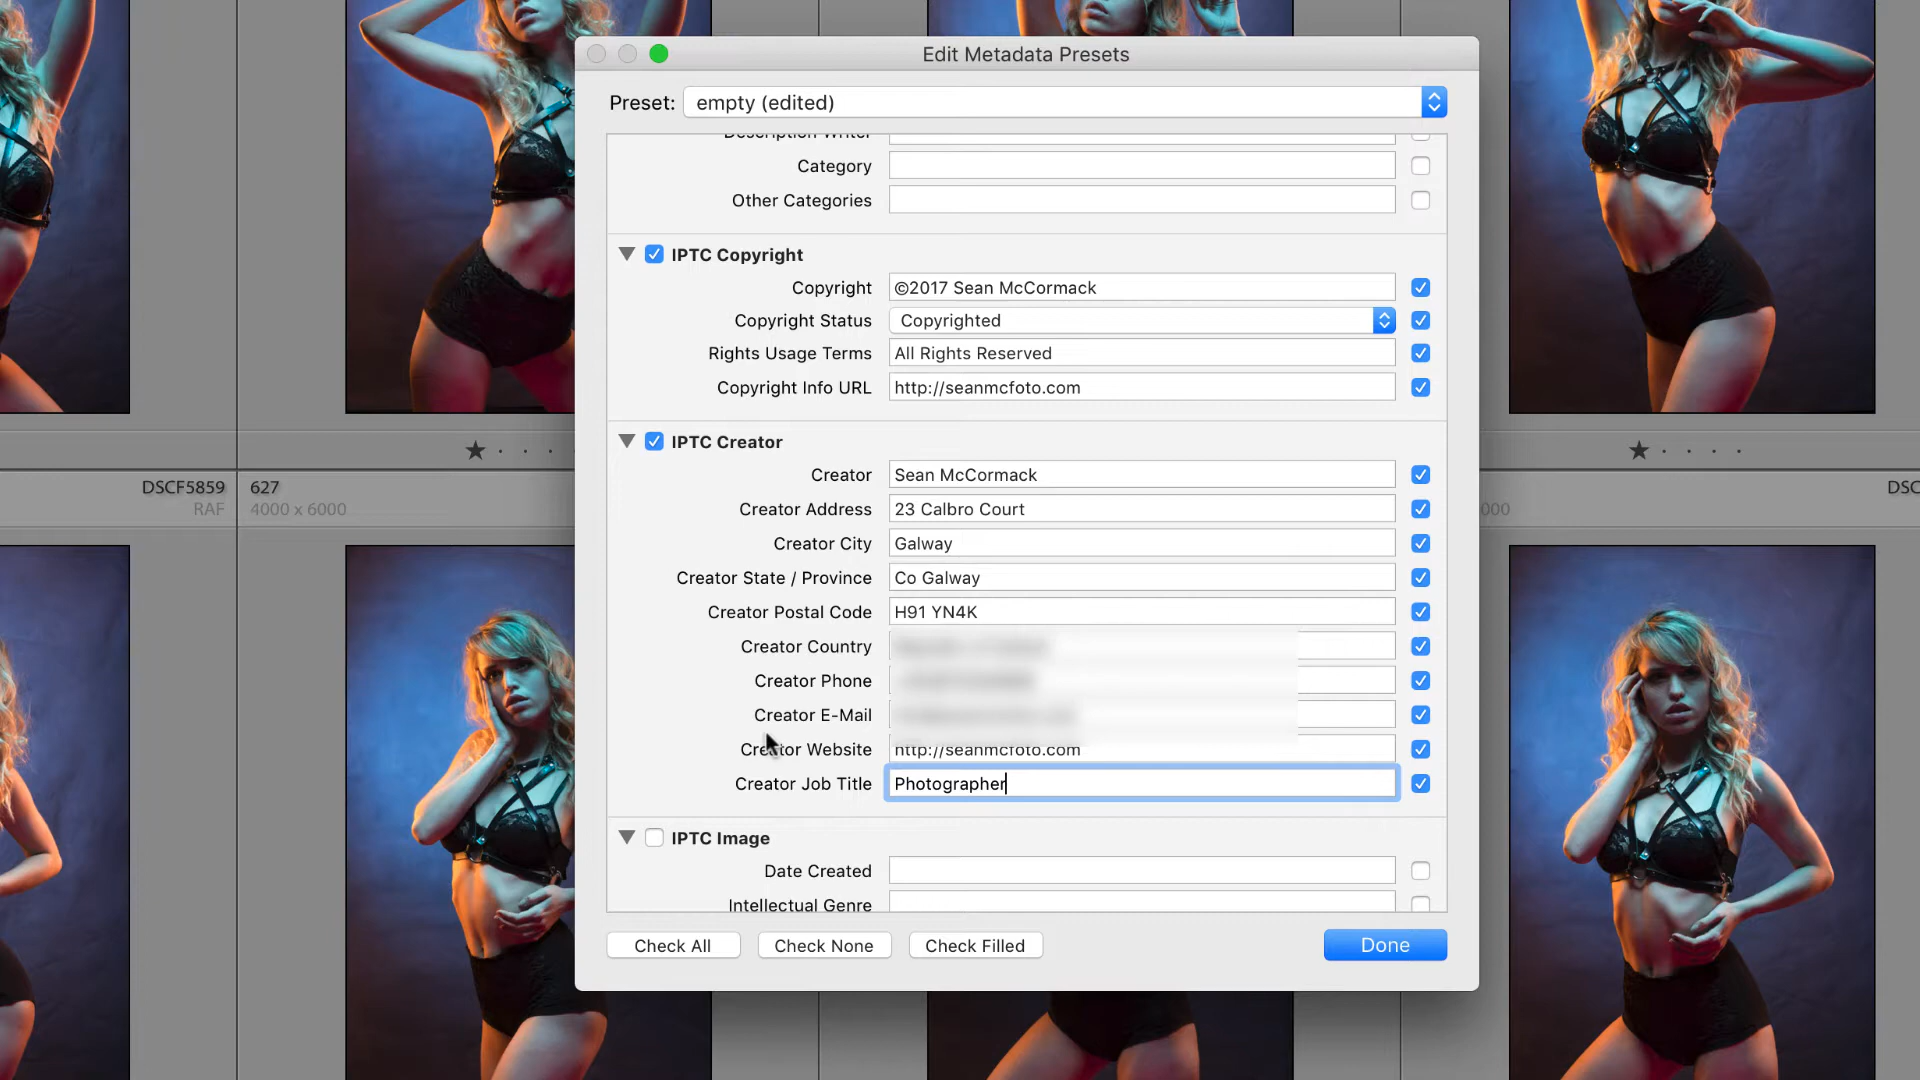 Edit Metadata Presets
Preset: empty (edited)
Description Writer
Category
Other Categories
IPTC Copyright
Copyright ©2017 Sean McCormack
Copyright Status Copyrighted
Rights Usage Terms All Rights Reserved
Copyright Info URL http://seanmcfoto.com
IPTC Creator
Creator Sean McCormack
Creator Address 23 Calbro Court
Creator City Galway
Creator State / Province Co Galway
Creator Postal Code H91 YN4K
Creator Country
Creator Phone
Creator E-Mail
Creator Website http://seanmcfoto.com
Creator Job Title Photographer
IPTC Image
Date Created
Intellectual Genre
Check All Check None Check Filled Done
DSCF5859 627
RAF 4000 x 6000
DSC
000